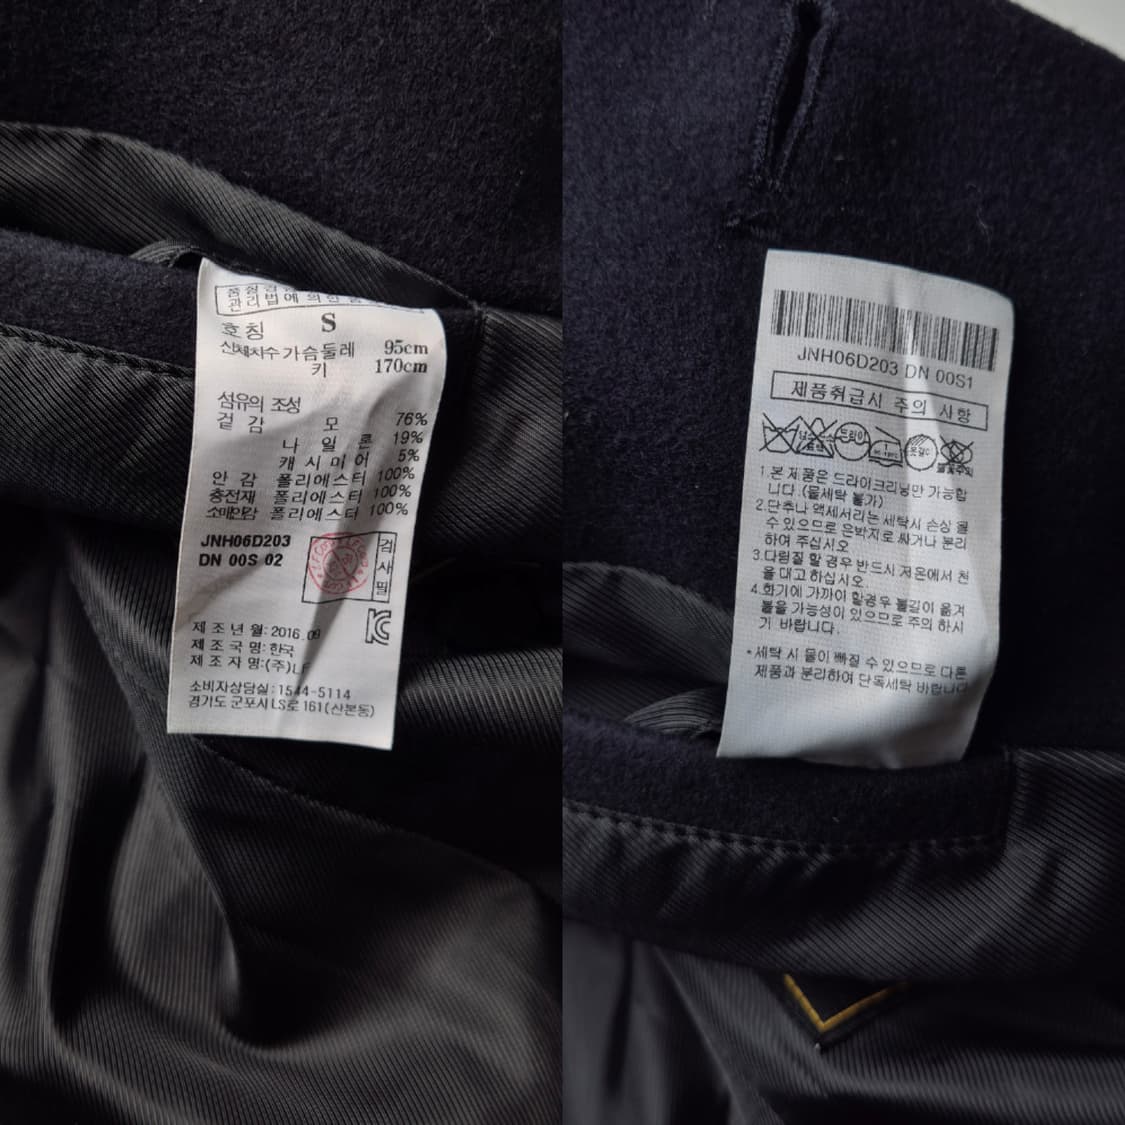 관리법에 의한
호칭 S
신체치수 가슴둘레 95cm
키 170cm
섬유의 조성
겉감 모 76%
나일론 19%
캐시미어 5%
안감 폴리에스터 100%
충전재 폴리에스터 100%
소매안감 폴리에스터 100%
JNH06D203
DN 00S 02
검사필
제조년월: 2016.09
제조국명: 한국
제조자명: (주)LF
소비자상담실: 1544-5114
경기도 군포시 LS로 161(산본동)
JNH06D203 DN 00S1
제품취급시 주의 사항
드라이
옷걸이
1.본 제품은 드라이크리닝만 가능합
니다.(물세탁 불가)
2.단추나 액세서리는 세탁시 손상 될
수 있으므로 은박지로 싸거나 분리
하여 주십시오
3.다림질 할 경우 반드시 저온에서 천
을 대고 하십시오.
4.화기에 가까이 할경우 불길이 옮겨
붙을 가능성이 있으므로 주의 하시
기 바랍니다.
*세탁 시 물이 빠질 수 있으므로 다른
제품과 분리하여 단독세탁 바랍니다